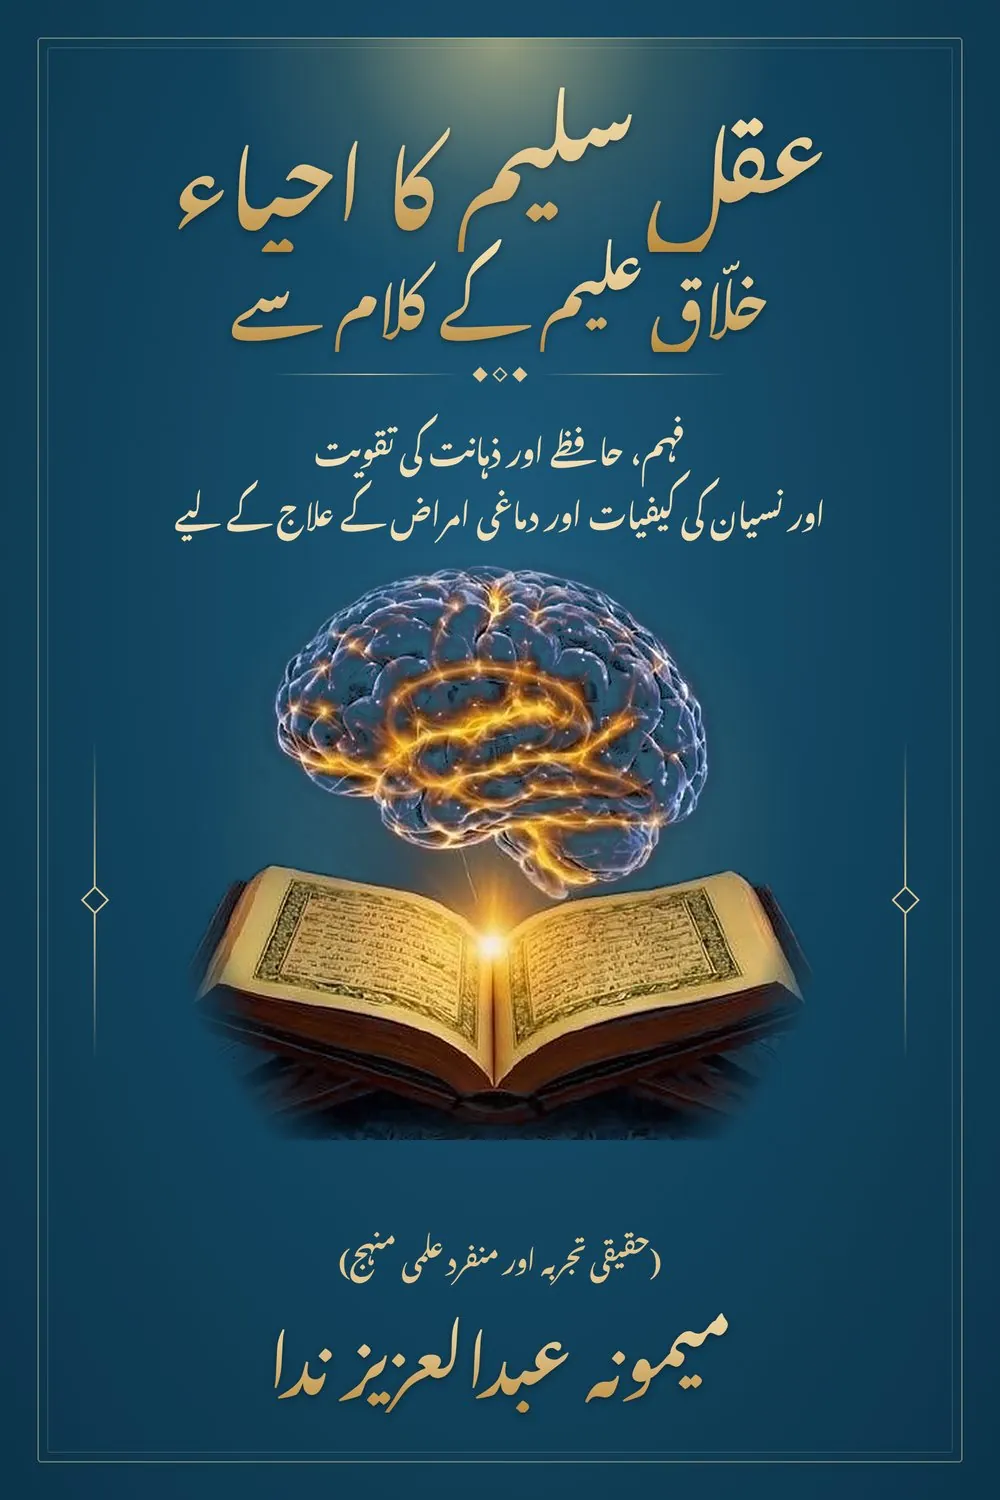 عقل سلیم کا احیاء
خلّاق علیم کے کلام سے
فہم، حافظے اور ذہانت کی تقویت
اور نسیان کی کیفیات اور دماغی امراض کے علاج کے لیے
(حقیقی تجربہ اور منفرد علمی منہج)
میمونہ عبدالعزیز ندا